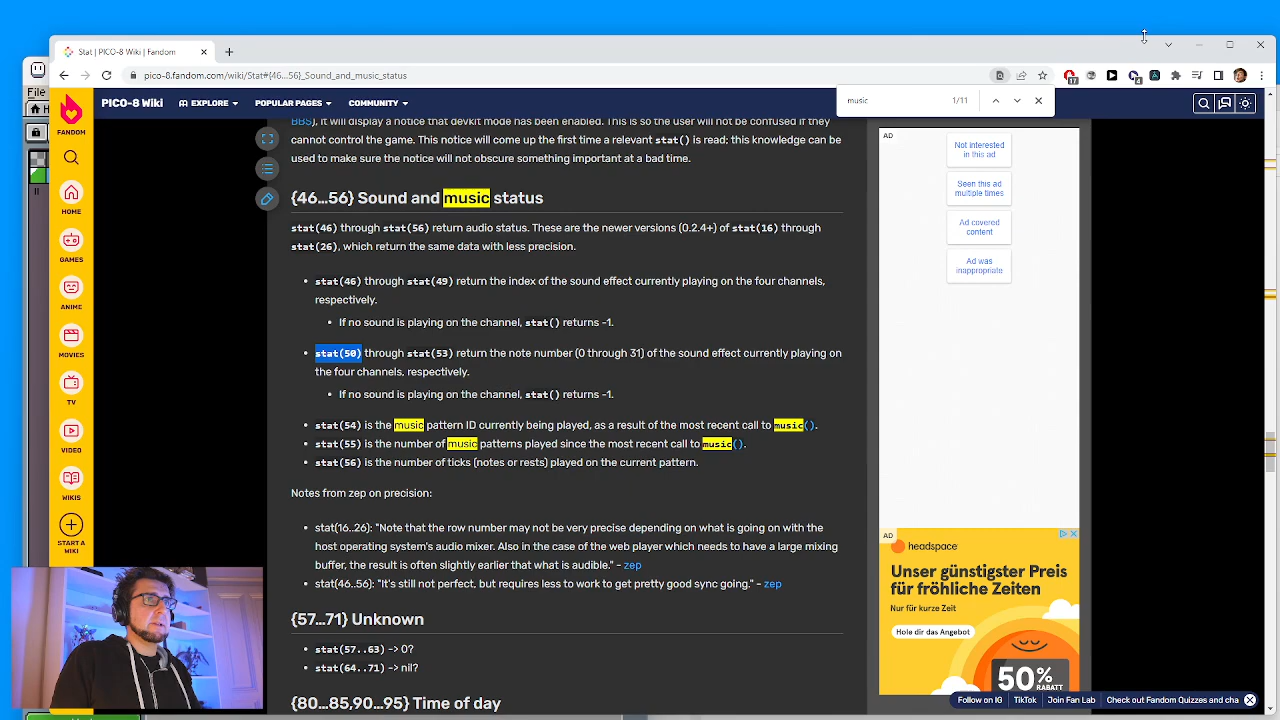 Stat | PICO-8 Wiki | Fandom
pico-8.fandom.com/wiki/Stat#{46...56}_Sound_and_music_status
17
4
music
1/11
FANDOM
HOME
GAMES
ANIME
MOVIES
TV
VIDEO
WIKIS
START A
WIKI
PICO-8 Wiki
EXPLORE
POPULAR PAGES
COMMUNITY
BBS), it will display a notice that devkit mode has been enabled. This is so the user will not be confused if they
cannot control the game. This notice will come up the first time a relevant stat() is read; this knowledge can be
used to make sure the notice will not obscure something important at a bad time.
{46...56} Sound and music status
stat(46) through stat(56) return audio status. These are the newer versions (0.2.4c) of stat(16) through
stat(26), which return the same data with less precision.
stat(46) through stat(49) return the index of the sound effect currently playing on the four channels,
respectively.
If no sound is playing on the channel, stat() returns -1.
stat(50) through stat(53) return the note number (0 through 31) of the sound effect currently playing on
the four channels, respectively.
If no sound is playing on the channel, stat() returns -1.
stat(54) is the music pattern ID currently being played, as a result of the most recent call to music().
stat(55) is the number of music patterns played since the most recent call to music().
stat(56) is the number of ticks (notes or rests) played on the current pattern.
Notes from zep on precision:
stat(16..26): "Note that the row number may not be very precise depending on what is going on with the
host operating system's audio mixer. Also in the case of the web player which needs to have a large mixing
buffer, the result is often slightly earlier that what is audible." - zep
stat(46..56): "It's still not perfect, but requires less to work to get pretty good sync going." - zep
{57...71} Unknown
stat(57..63) -> 0?
stat(64..71) -> nil?
{80...85,90...95} Time of day
AD
Not interested
in this ad
Seen this ad
multiple times
Ad covered
content
Ad was
inappropriate
AD
headspace
Unser günstigster Preis
für fröhliche Zeiten
Nur für kurze Zeit
Hole dir das Angebot
50%
RABATT
Follow on IG
TikTok
Join Fan Lab
Check out Fandom Quizzes and cha